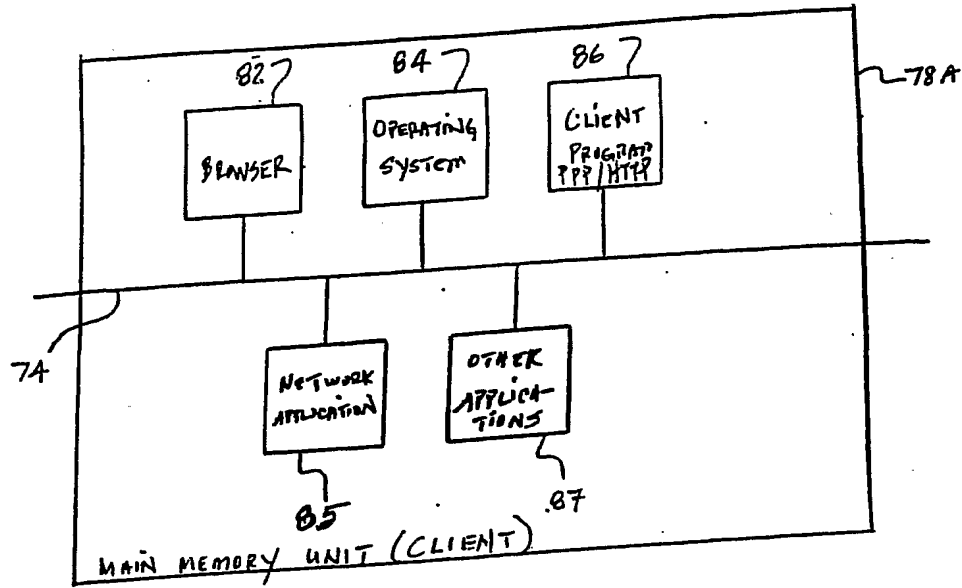 82
84
86
78A
BROWSER
OPERATING
SYSTEM
CLIENT
PROGRAM
PPP/HTTP
74
NETWORK
APPLICATION
OTHER
APPLICA-
TIONS
85
87
MAIN MEMORY UNIT (CLIENT)